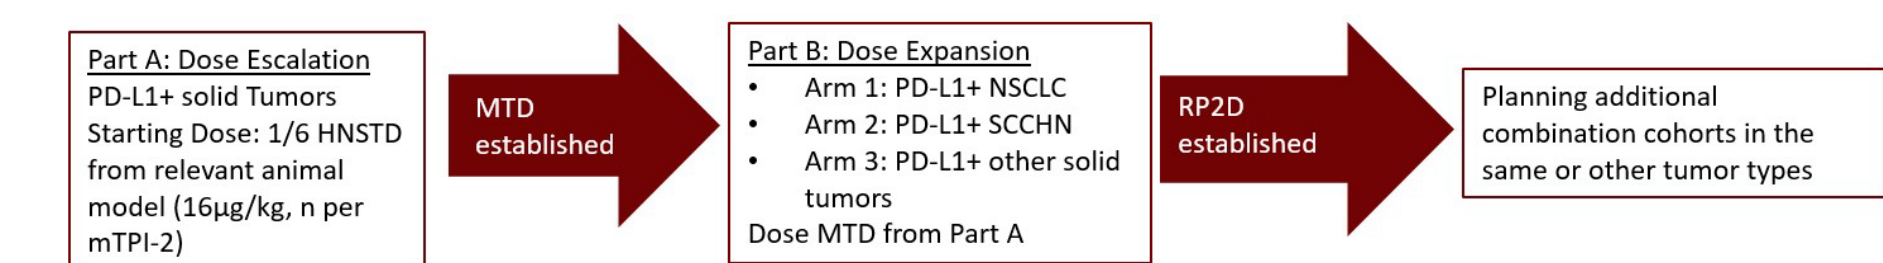 Part A: Dose Escalation
PD-L1+ solid Tumors
Starting Dose: 1/6 HNSTD
from relevant animal
model (16µg/kg, n per
mTPI-2)
MTD
established
Part B: Dose Expansion
• Arm 1: PD-L1+ NSCLC
• Arm 2: PD-L1+ SCCHN
• Arm 3: PD-L1+ other solid
tumors
Dose MTD from Part A
RP2D
established
Planning additional
combination cohorts in the
same or other tumor types